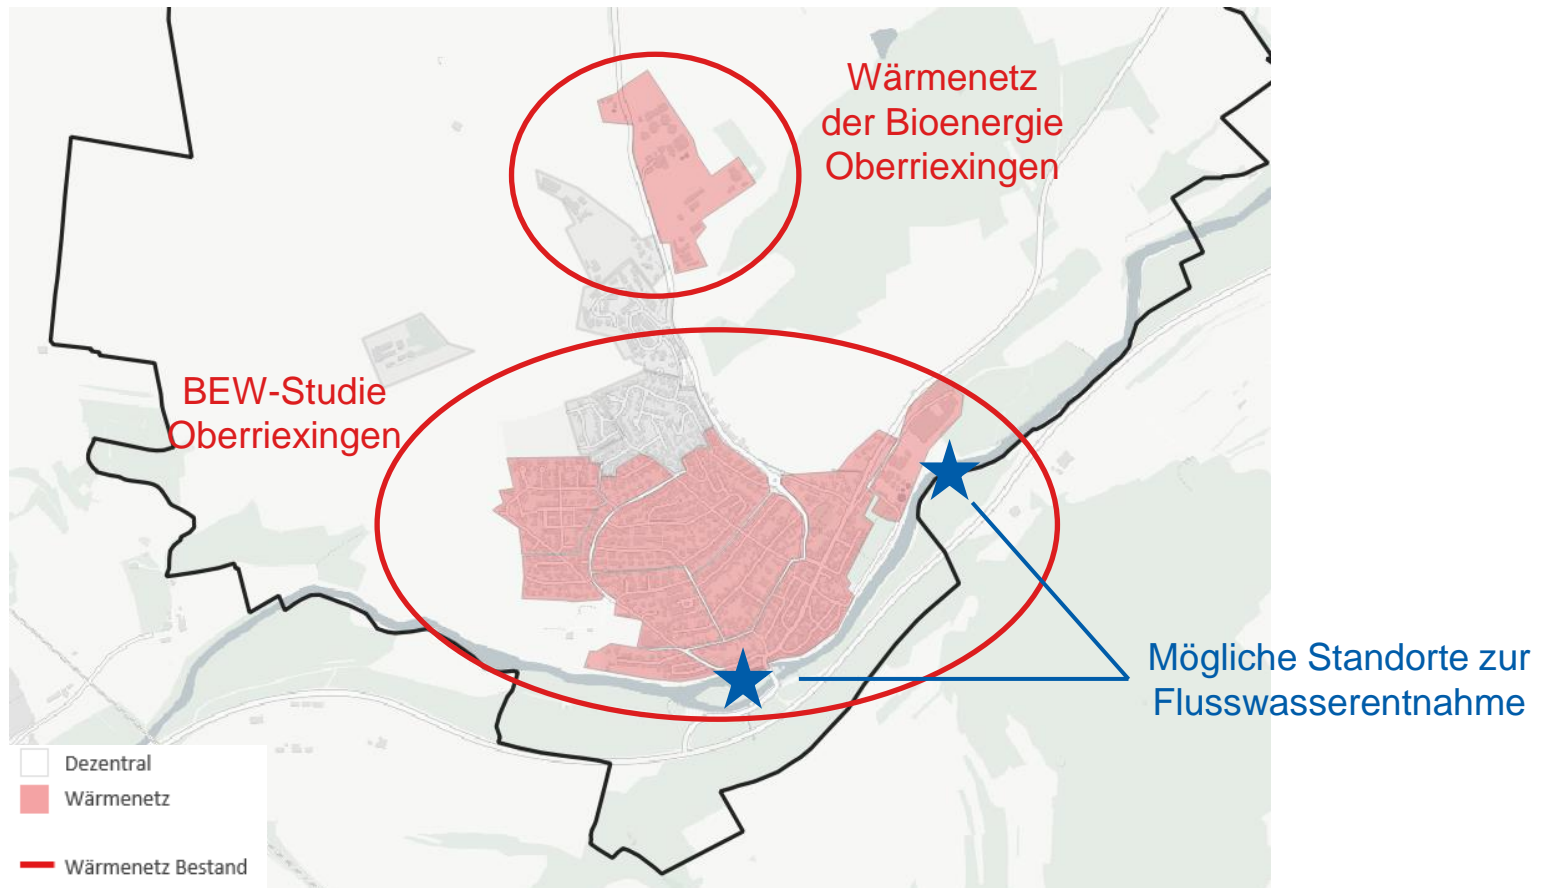 Wärmenetz
der Bioenergie
Oberriexingen
BEW-Studie
Oberriexingen
Mögliche Standorte zur
Flusswasserentnahme
Dezentral
Wärmenetz
Wärmenetz Bestand